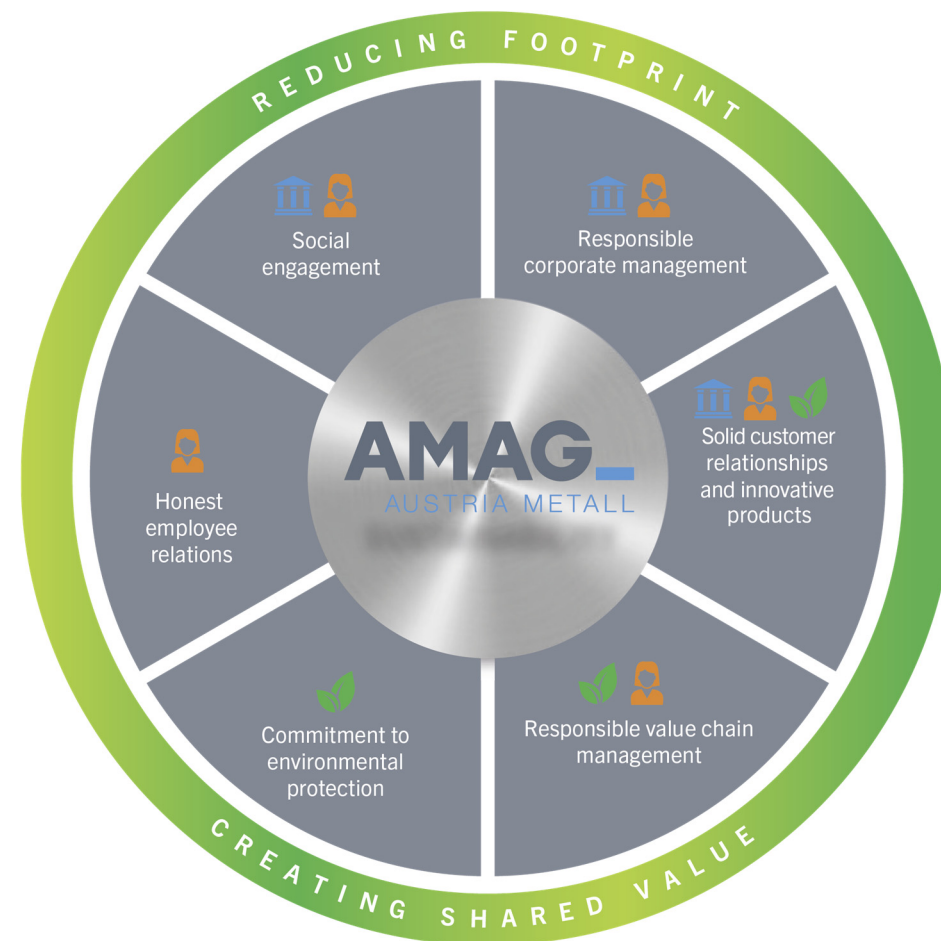 REDUCING FOOTPRINT
Social
engagement
Responsible
corporate management
Solid customer
relationships
and innovative
products
Responsible value chain
management
Commitment to
environmental
protection
Honest
employee
relations
AMAG_
AUSTRIA METALL
CREATING SHARED VALUE